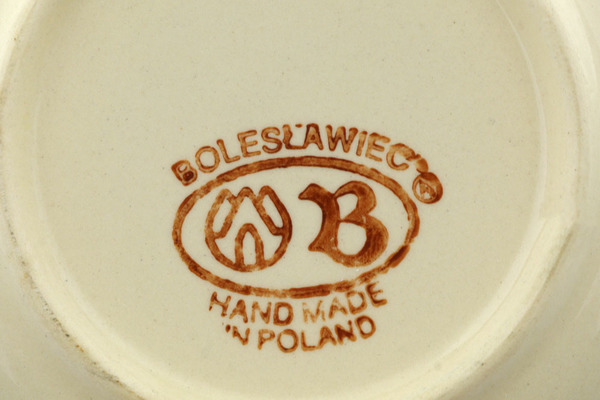 BOLESŁAWIEC
B
HAND MADE
IN POLAND